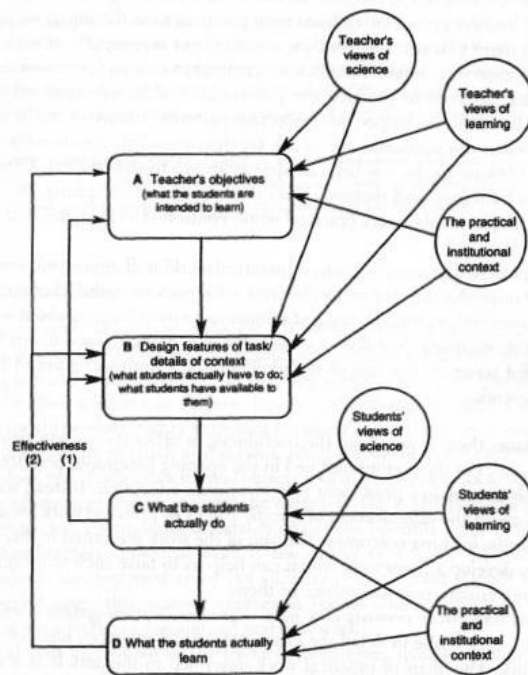 Teacher's
views of
science
Teacher's
views of
learning
A Teacher's objectives
(what the students are
intended to learn)
The practical
and
institutional
context
B Design features of task/
details of context
(what students actually have to do;
what students have available to
them)
Students'
views of
science
Effectiveness
(2) (1)
C What the students
actually do
Students'
views of
learning
The practical
and
institutional
context
D What the students actually
learn